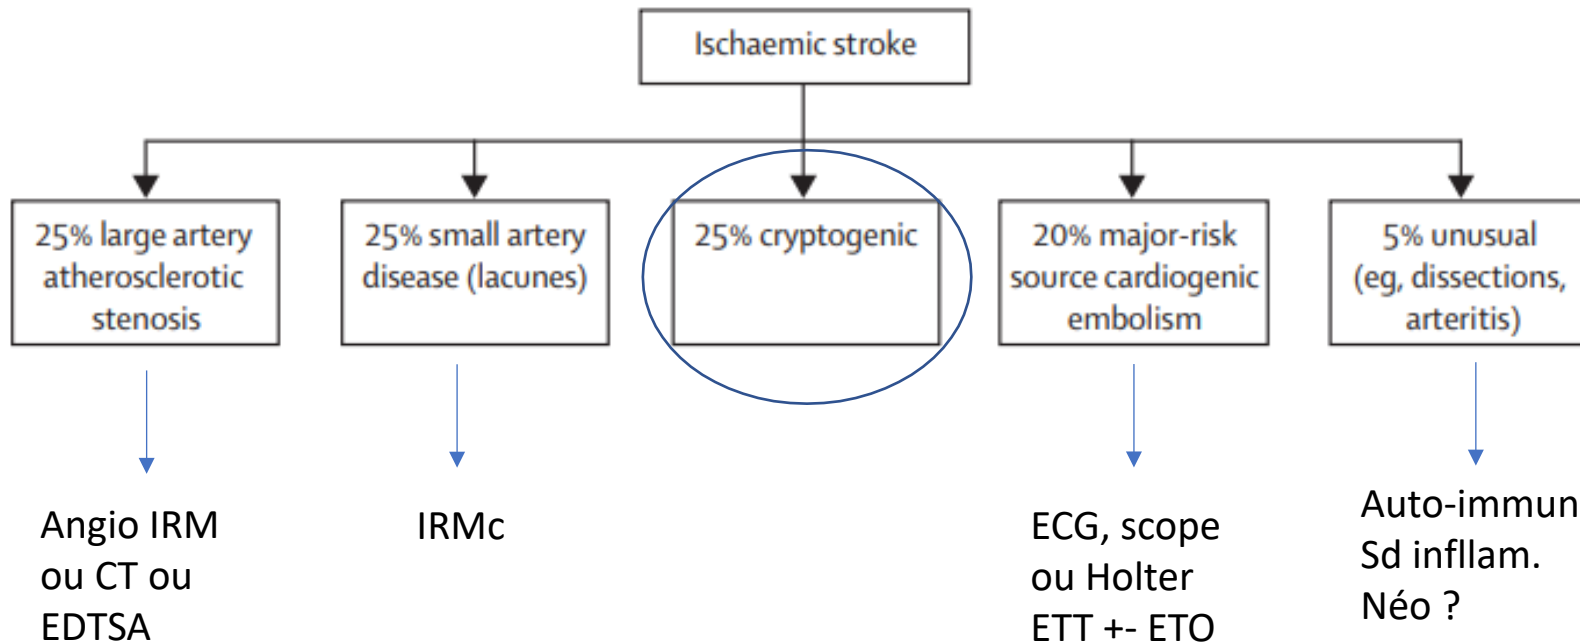 Ischaemic stroke
25% large artery
atherosclerotic
stenosis
25% small artery
disease (lacunes)
25% cryptogenic
20% major-risk
source cardiogenic
embolism
5% unusual
(eg, dissections,
arteritis)
Angio IRM
ou CT ou
EDTSA
IRMc
ECG, scope
ou Holter
ETT +- ETO
Auto-immun
Sd infllam.
Néo ?